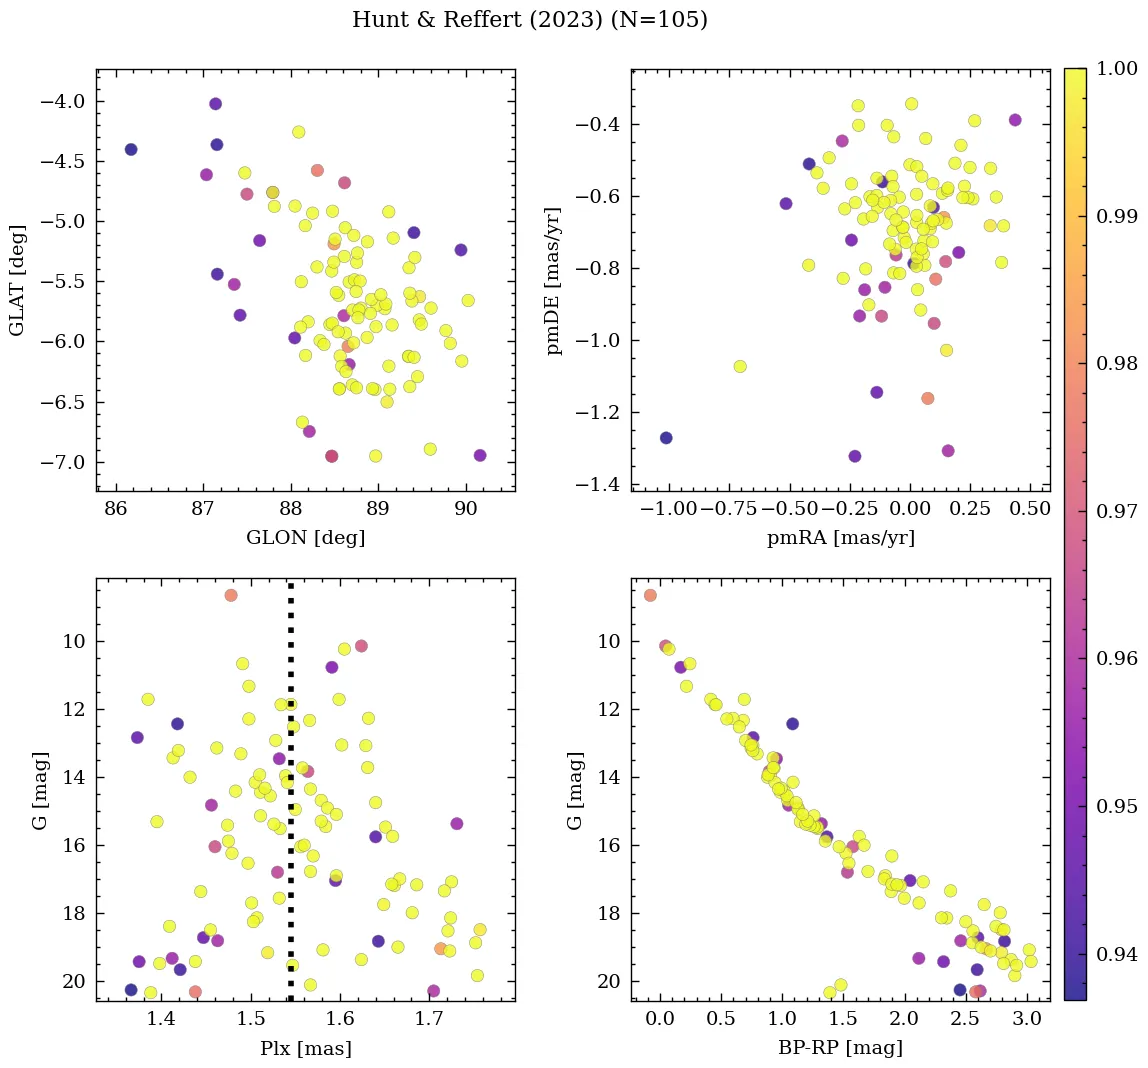 Hunt & Reffert (2023) (N=105)
−4.0
−4.5
−5.0
−5.5
−6.0
−6.5
−7.0
GLAT [deg]
86 87 88 89 90
GLON [deg]
−0.4
−0.6
−0.8
−1.0
−1.2
−1.4
pmDE [mas/yr]
−1.00 −0.75 −0.50 −0.25 0.00 0.25 0.50
pmRA [mas/yr]
10
12
14
16
18
20
G [mag]
1.4 1.5 1.6 1.7
Plx [mas]
10
12
14
16
18
20
G [mag]
0.0 0.5 1.0 1.5 2.0 2.5 3.0
BP-RP [mag]
1.00
0.99
0.98
0.97
0.96
0.95
0.94